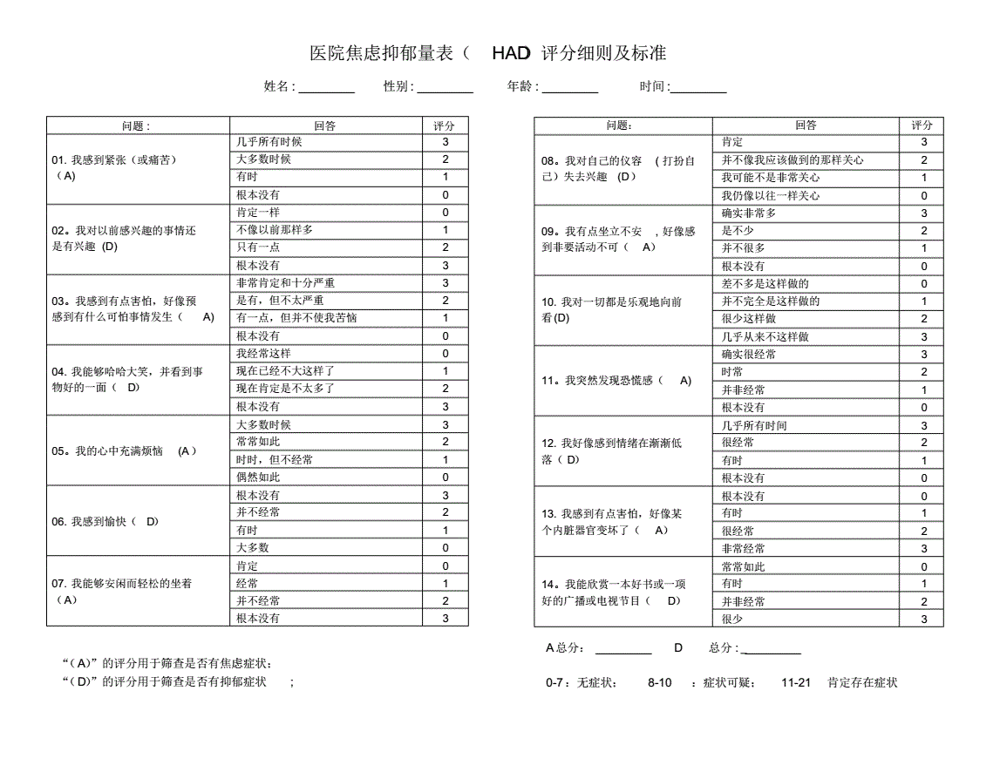 医院焦虑抑郁量表（ HAD） 评分细则及标准
姓名：________ 性别：________ 年龄：________ 时间：________
问题： 回答 评分
01. 我感到紧张（或痛苦）
（A）
几乎所有时候 3
大多数时候 2
有时 1
根本没有 0
02。我对以前感兴趣的事情还
是有兴趣 (D)
肯定一样 0
不像以前那样多 1
只有一点 2
根本没有 3
03。我感到有点害怕，好像预
感到有什么可怕事情发生（ A)
非常肯定和十分严重 3
是有，但不太严重 2
有一点，但并不使我苦恼 1
根本没有 0
04. 我能够哈哈大笑，并看到事
物好的一面（ D）
我经常这样 0
现在已经不大这样了 1
现在肯定是不太多了 2
根本没有 3
05。我的心中充满烦恼 (A）
大多数时候 3
常常如此 2
时时，但不经常 1
偶然如此 0
06. 我感到愉快（ D）
根本没有 3
并不经常 2
有时 1
大多数 0
07. 我能够安闲而轻松的坐着
（A）
肯定 0
经常 1
并不经常 2
根本没有 3
“（A）”的评分用于筛查是否有焦虑症状；
“（D）”的评分用于筛查是否有抑郁症状 ;
问题： 回答 评分
08。我对自己的仪容 ( 打扮自
己）失去兴趣 (D）
肯定 3
并不像我应该做到的那样关心 2
我可能不是非常关心 1
我仍像以往一样关心 0
09。我有点坐立不安 ，好像感
到非要活动不可（ A）
确实非常多 3
是不少 2
并不很多 1
根本没有 0
10. 我对一切都是乐观地向前
看(D)
差不多是这样做的 0
并不完全是这样做的 1
很少这样做 2
几乎从来不这样做 3
11。我突然发现恐慌感（ A)
确实很经常 3
时常 2
并非经常 1
根本没有 0
12. 我好像感到情绪在渐渐低
落（ D）
几乎所有时间 3
很经常 2
有时 1
根本没有 0
13. 我感到有点害怕，好像某
个内脏器官变坏了（ A）
根本没有 0
有时 1
很经常 2
非常经常 3
14。我能欣赏一本好书或一项
好的广播或电视节目（ D）
常常如此 0
有时 1
并非经常 2
很少 3
A总分： ________ D 总分：________
0-7：无症状； 8-10 ：症状可疑； 11-21 肯定存在症状